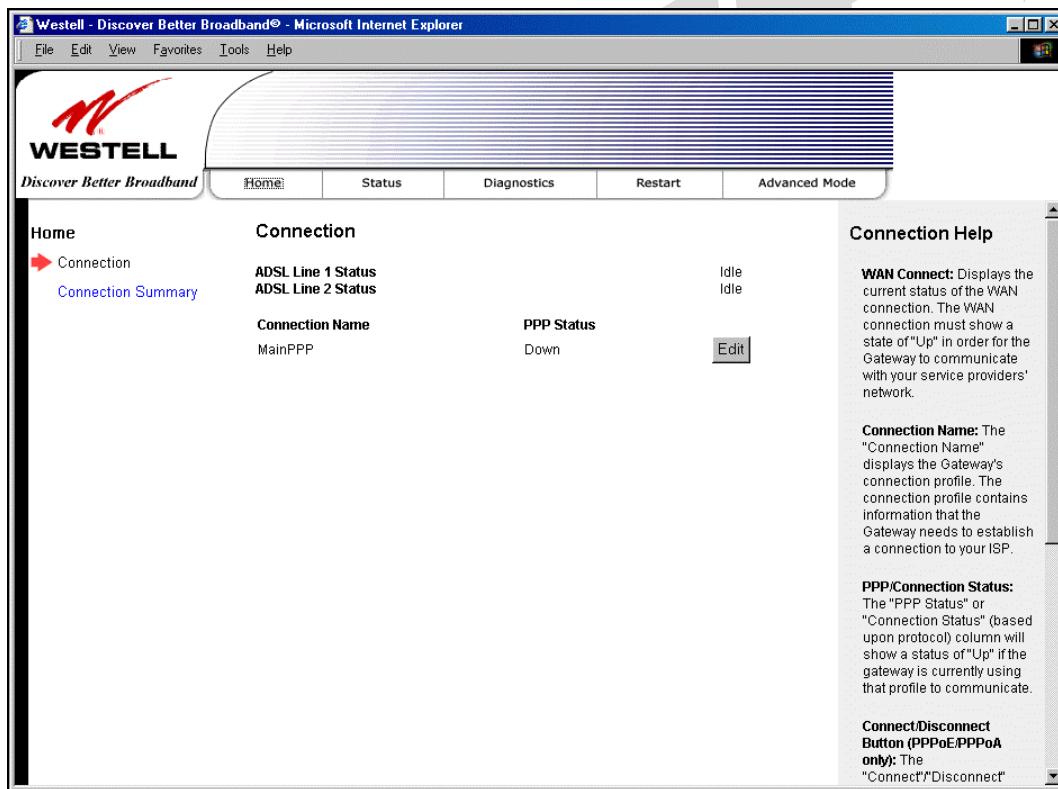 Westell - Discover Better Broadband® - Microsoft Internet Explorer
File Edit View Favorites Tools Help
WESTELL
Discover Better Broadband
Home Status Diagnostics Restart Advanced Mode
Home
Connection
Connection Summary
Connection
ADSL Line 1 Status Idle
ADSL Line 2 Status Idle
Connection Name PPP Status
MainPPP Down Edit
Connection Help
WAN Connect: Displays the
current status of the WAN
connection. The WAN
connection must show a
state of "Up" in order for the
Gateway to communicate
with your service providers'
network.
Connection Name: The
"Connection Name"
displays the Gateway's
connection profile. The
connection profile contains
information that the
Gateway needs to establish
a connection to your ISP.
PPP/Connection Status:
The "PPP Status" or
"Connection Status" (based
upon protocol) column will
show a status of "Up" if the
gateway is currently using
that profile to communicate.
Connect/Disconnect
Button (PPPoE/PPPoA
only): The
"Connect"/"Disconnect"